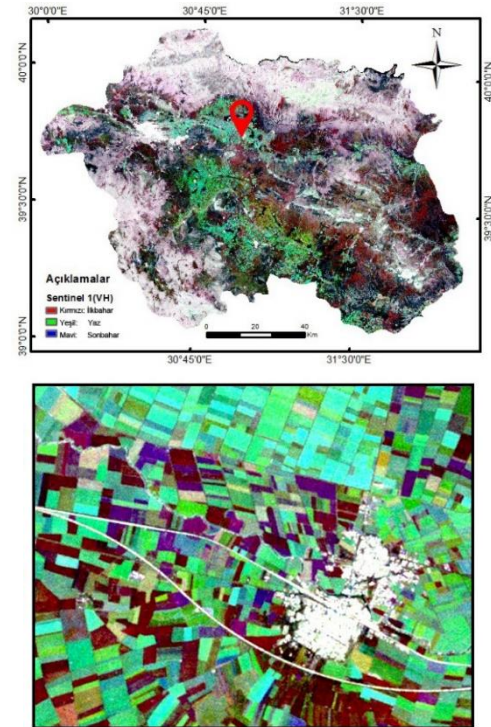 30°0'0"E 30°45'0"E 31°30'0"E
N
40°0'0"N 40°0'0"N
39°30'0"N 39°30'0"N
39°0'0"N
Açıklamalar
Sentinel 1(VH)
Kırmızı: İlkbahar
Yeşil: Yaz
Mavi: Sonbahar
0 20 40
Km
30°45'0"E 31°30'0"E